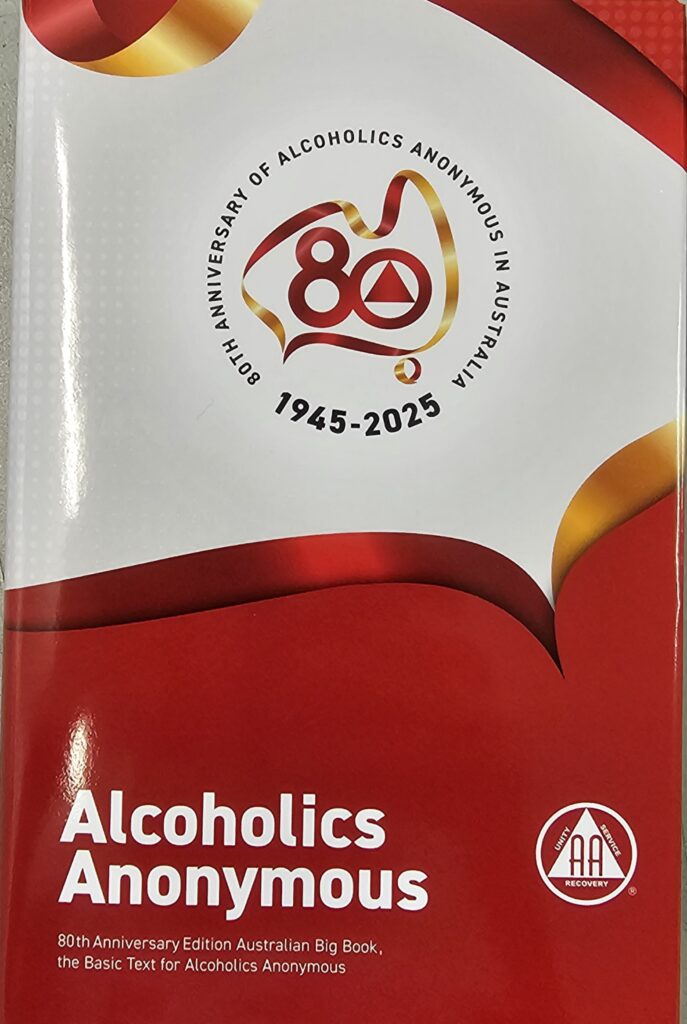 80TH ANNIVERSARY OF ALCOHOLICS ANONYMOUS IN AUSTRALIA
80
1945-2025
Alcoholics
Anonymous
80th Anniversary Edition Australian Big Book,
the Basic Text for Alcoholics Anonymous
UNITY
SERVICE
AA
RECOVERY
®